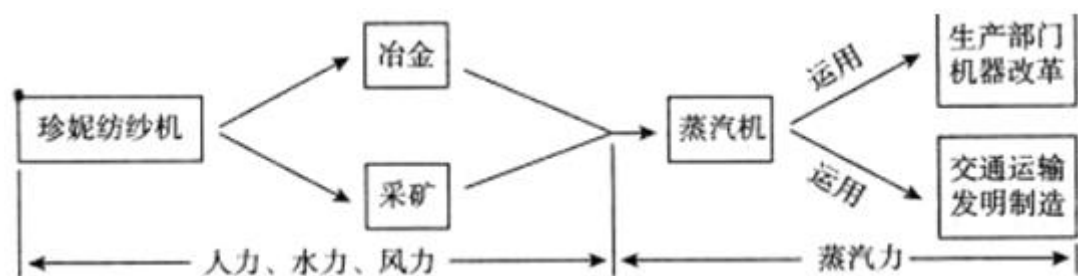 珍妮纺纱机
冶金
采矿
蒸汽机
运用
运用
生产部门
机器改革
交通运输
发明制造
人力、水力、风力
蒸汽力